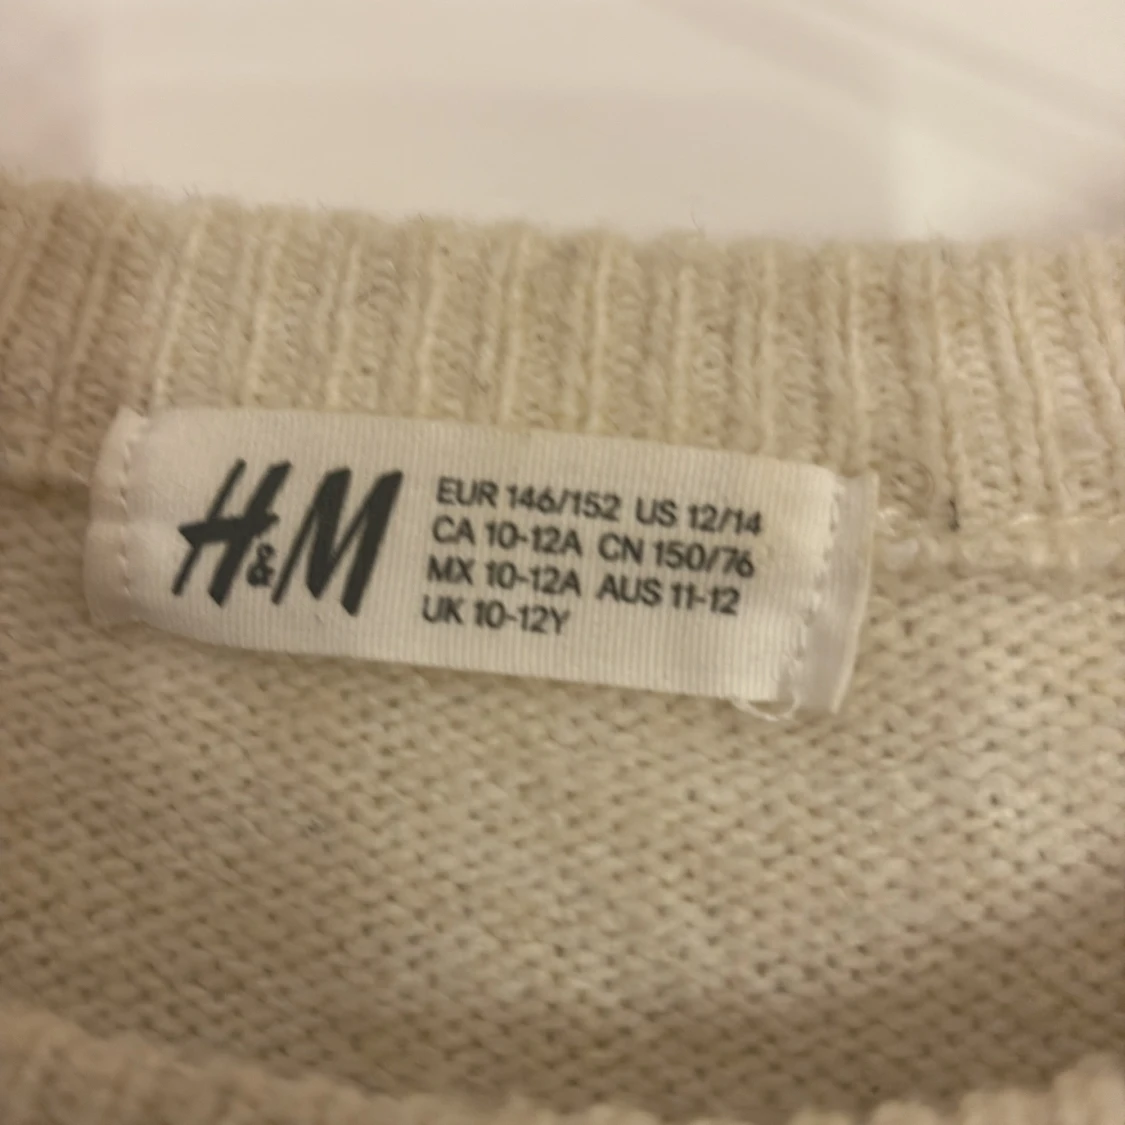 H&M
EUR 146/152 US 12/14
CA 10-12A CN 150/76
MX 10-12A AUS 11-12
UK 10-12Y